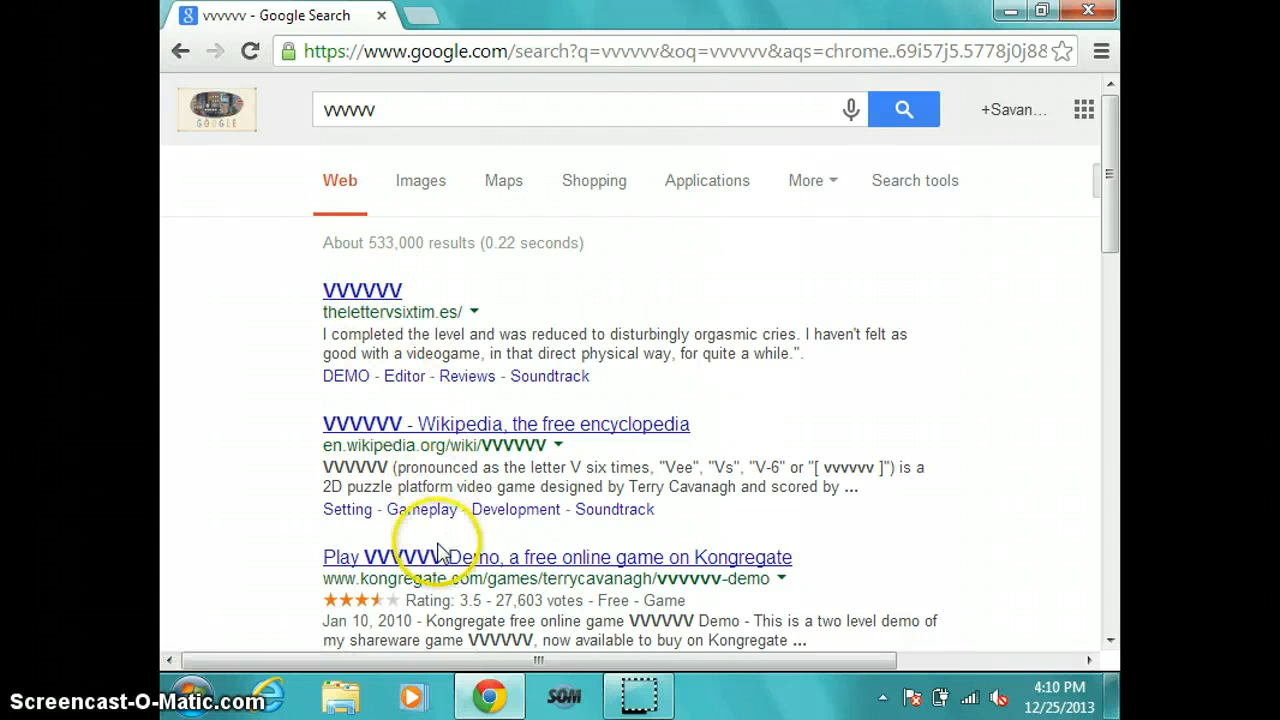 vvvvvv - Google Search
https://www.google.com/search?q=vvvvvv&oq=vvvvvv&aqs=chrome..69i57j5.5778j0j88
GOOGLE
vvvvvv
+Savan...
Web Images Maps Shopping Applications More Search tools
About 533,000 results (0.22 seconds)
VVVVVV
thelettervsixtim.es/
I completed the level and was reduced to disturbingly orgasmic cries. I haven't felt as
good with a videogame, in that direct physical way, for quite a while.".
DEMO - Editor - Reviews - Soundtrack
VVVVVV - Wikipedia, the free encyclopedia
en.wikipedia.org/wiki/VVVVVV
VVVVVV (pronounced as the letter V six times, "Vee", "Vs", "V-6" or "[ vvvvvv ]") is a
2D puzzle platform video game designed by Terry Cavanagh and scored by ...
Setting - Gameplay - Development - Soundtrack
Play VVVVVV Demo, a free online game on Kongregate
www.kongregate.com/games/terrycavanagh/vvvvvv-demo
Rating: 3.5 - 27,603 votes - Free - Game
Jan 10, 2010 - Kongregate free online game VVVVVV Demo - This is a two level demo of
my shareware game VVVVVV, now available to buy on Kongregate ...
SOM
4:10 PM
12/25/2013
Screencast-O-Matic.com